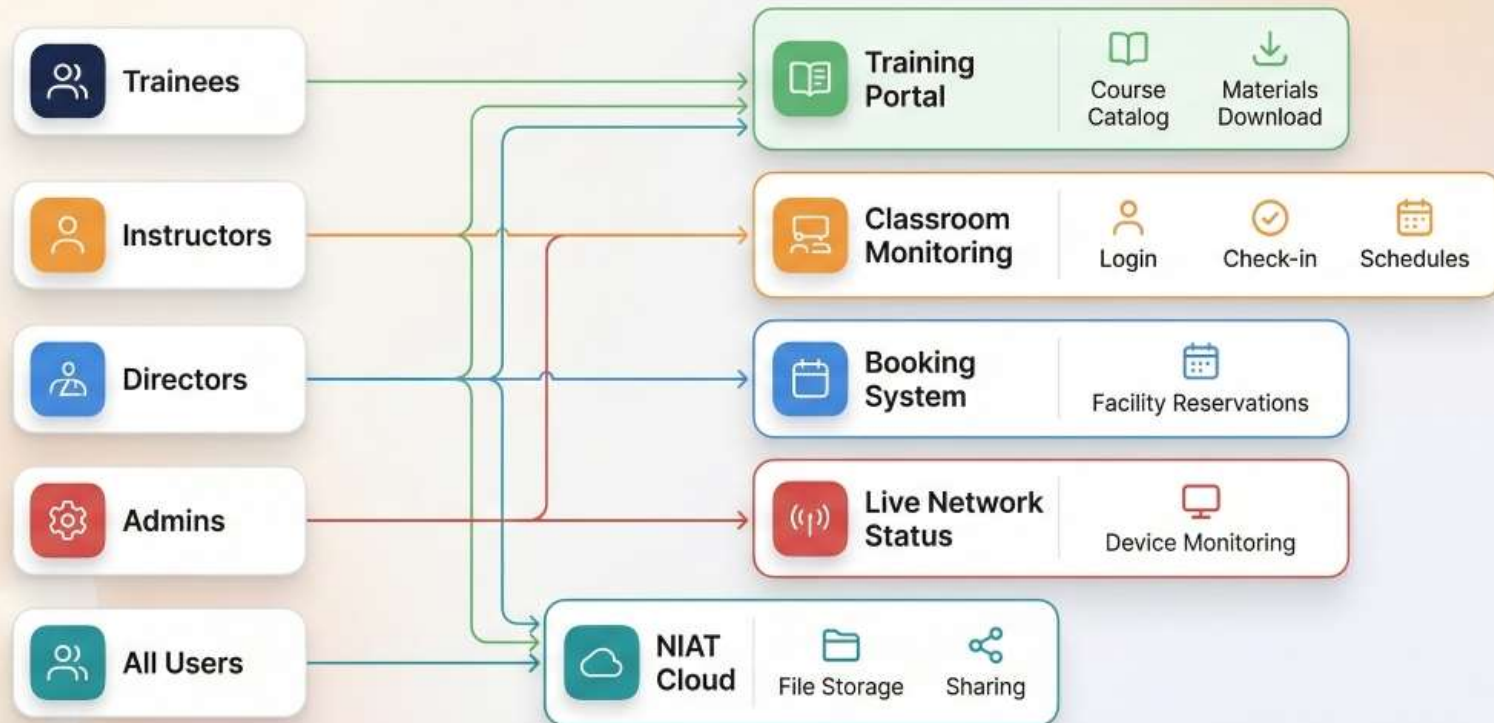 Trainees
Training
Portal
Course
Catalog
Materials
Download
Instructors
Classroom
Monitoring
Login
Check-in
Schedules
Directors
Booking
System
Facility Reservations
Admins
Live Network
Status
Device Monitoring
All Users
NIAT
Cloud
File Storage
Sharing